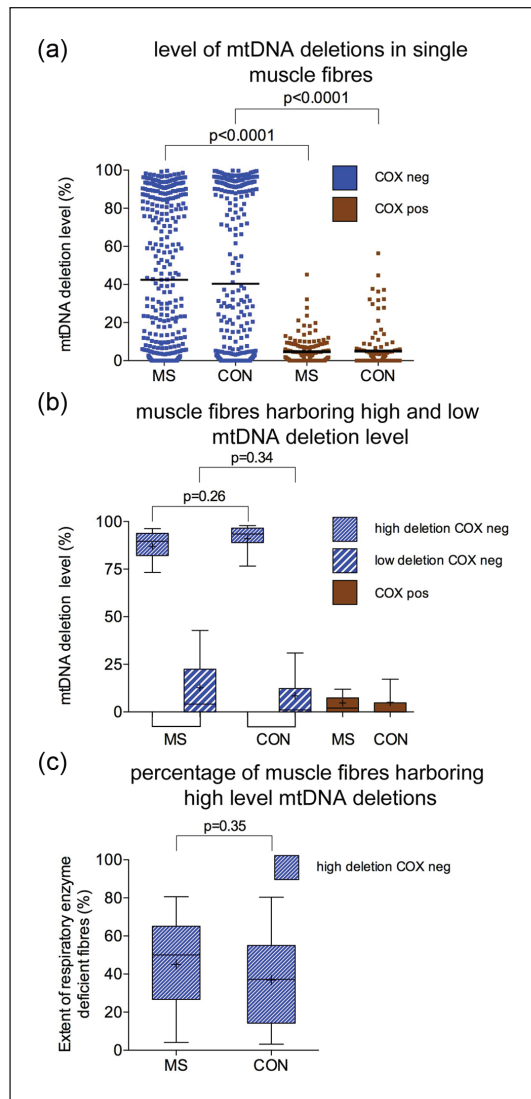 (a)
level of mtDNA deletions in single
muscle fibres
p<0.0001
p<0.0001
mtDNA deletion level (%)
100
80
60
40
20
0
COX neg
COX pos
MS
CON
MS
CON
(b)
muscle fibres harboring high and low
mtDNA deletion level
p=0.34
p=0.26
mtDNA deletion level (%)
100
75
50
25
0
high deletion COX neg
low deletion COX neg
COX pos
MS
CON
MS
CON
(c)
percentage of muscle fibres harboring
high level mtDNA deletions
p=0.35
high deletion COX neg
Extent of respiratory enzyme
deficient fibres (%)
100
80
60
40
20
0
MS
CON